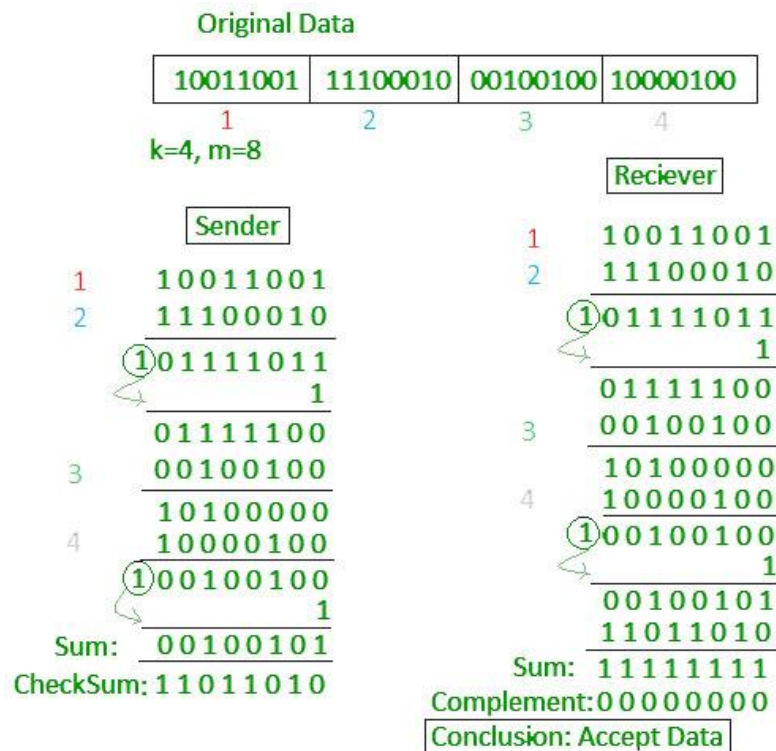 Original Data
10011001 11100010 00100100 10000100
1 2 3 4
k=4, m=8
Sender
1 10011001
2 11100010
1 01111011
1
01111100
3 00100100
10100000
4 10000100
1 00100100
1
Sum: 00100101
CheckSum: 11011010
Reciever
1 10011001
2 11100010
1 01111011
1
01111100
3 00100100
10100000
4 10000100
1 00100100
1
00100101
11011010
Sum: 11111111
Complement: 00000000
Conclusion: Accept Data